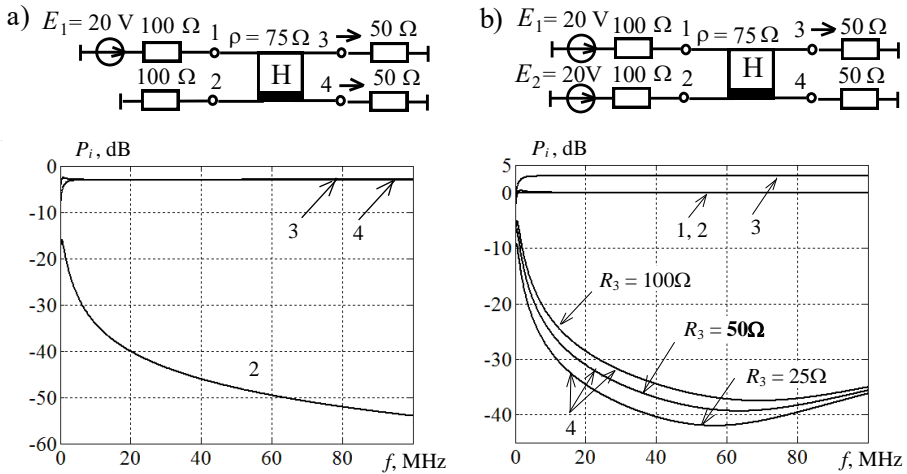 a)
E1= 20 V 100 Ω 1 ρ = 75Ω 3 50 Ω
H
100 Ω 2 4 50 Ω
Pi, dB
0
-10
-20
-30
-40
-50
-60
3 4
2
0 20 40 60 80
f, MHz
b)
E1= 20 V 100 Ω 1 ρ = 75Ω 3 50 Ω
H
E2= 20V 100 Ω 2 4 50 Ω
Pi, dB
5
0
-10
-20
-30
-40
1, 2
3
R3 = 100Ω
R3 = 50Ω
R3 = 25Ω
4
0 20 40 60 80
f, MHz